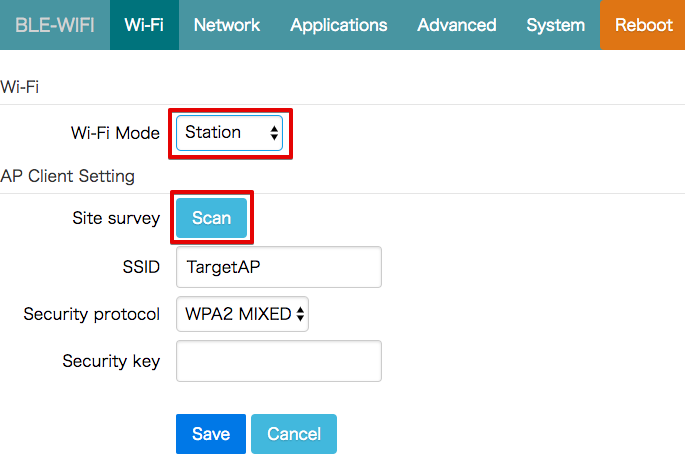 BLE-WIFI Wi-Fi Network Applications Advanced System Reboot
Wi-Fi
Wi-Fi Mode Station
AP Client Setting
Site survey Scan
SSID TargetAP
Security protocol WPA2 MIXED
Security key
Save Cancel